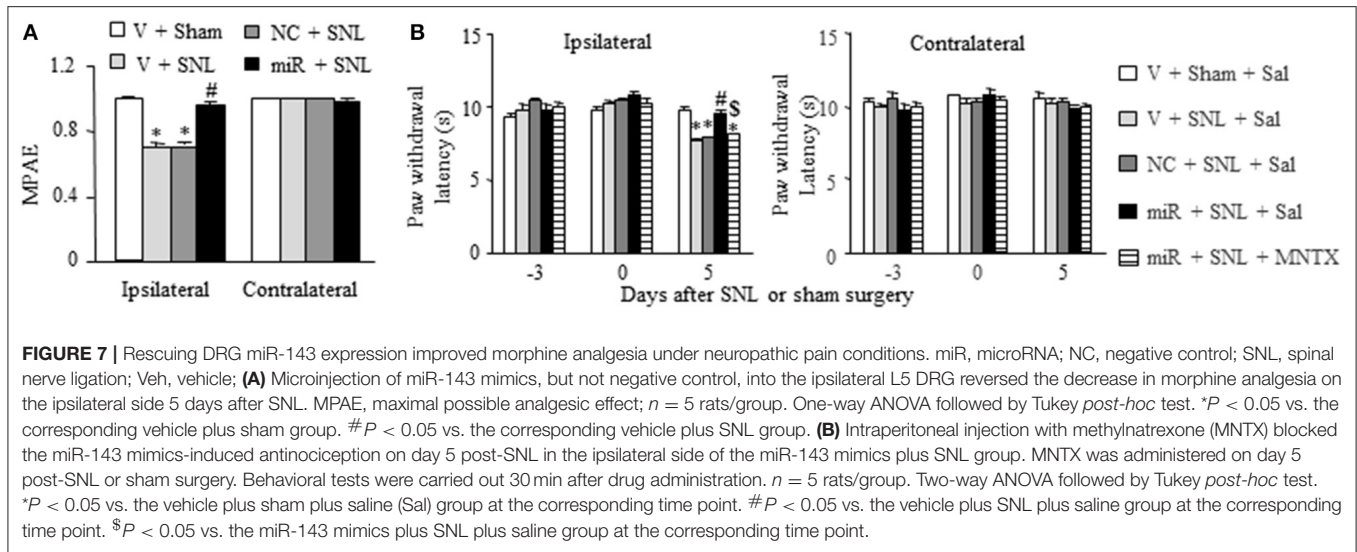 A
V + Sham
NC + SNL
V + SNL
miR + SNL
MPAE
1.2
0.8
0.4
0
#
* *
Ipsilateral
Contralateral
B
Ipsilateral
Paw withdrawal
latency (s)
15
10
5
0
#
$
** *
-3
0
5
Contralateral
Paw withdrawal
Latency (s)
15
10
5
0
-3
0
5
Days after SNL or sham surgery
V + Sham + Sal
V + SNL + Sal
NC + SNL + Sal
miR + SNL + Sal
miR + SNL + MNTX
FIGURE 7 | Rescuing DRG miR-143 expression improved morphine analgesia under neuropathic pain conditions. miR, microRNA; NC, negative control; SNL, spinal
nerve ligation; Veh, vehicle; (A) Microinjection of miR-143 mimics, but not negative control, into the ipsilateral L5 DRG reversed the decrease in morphine analgesia on
the ipsilateral side 5 days after SNL. MPAE, maximal possible analgesic effect; n = 5 rats/group. One-way ANOVA followed by Tukey post-hoc test. *P < 0.05 vs. the
corresponding vehicle plus sham group. #P < 0.05 vs. the corresponding vehicle plus SNL group. (B) Intraperitoneal injection with methylnatrexone (MNTX) blocked
the miR-143 mimics-induced antinociception on day 5 post-SNL in the ipsilateral side of the miR-143 mimics plus SNL group. MNTX was administered on day 5
post-SNL or sham surgery. Behavioral tests were carried out 30 min after drug administration. n = 5 rats/group. Two-way ANOVA followed by Tukey post-hoc test.
*P < 0.05 vs. the vehicle plus sham plus saline (Sal) group at the corresponding time point. #P < 0.05 vs. the vehicle plus SNL plus saline group at the corresponding
time point. $P < 0.05 vs. the miR-143 mimics plus SNL plus saline group at the corresponding time point.